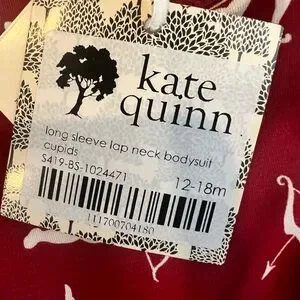 kate
quinn
long sleeve lap neck bodysuit
cupids
S419-BS-1024471
12-18m
111700704180